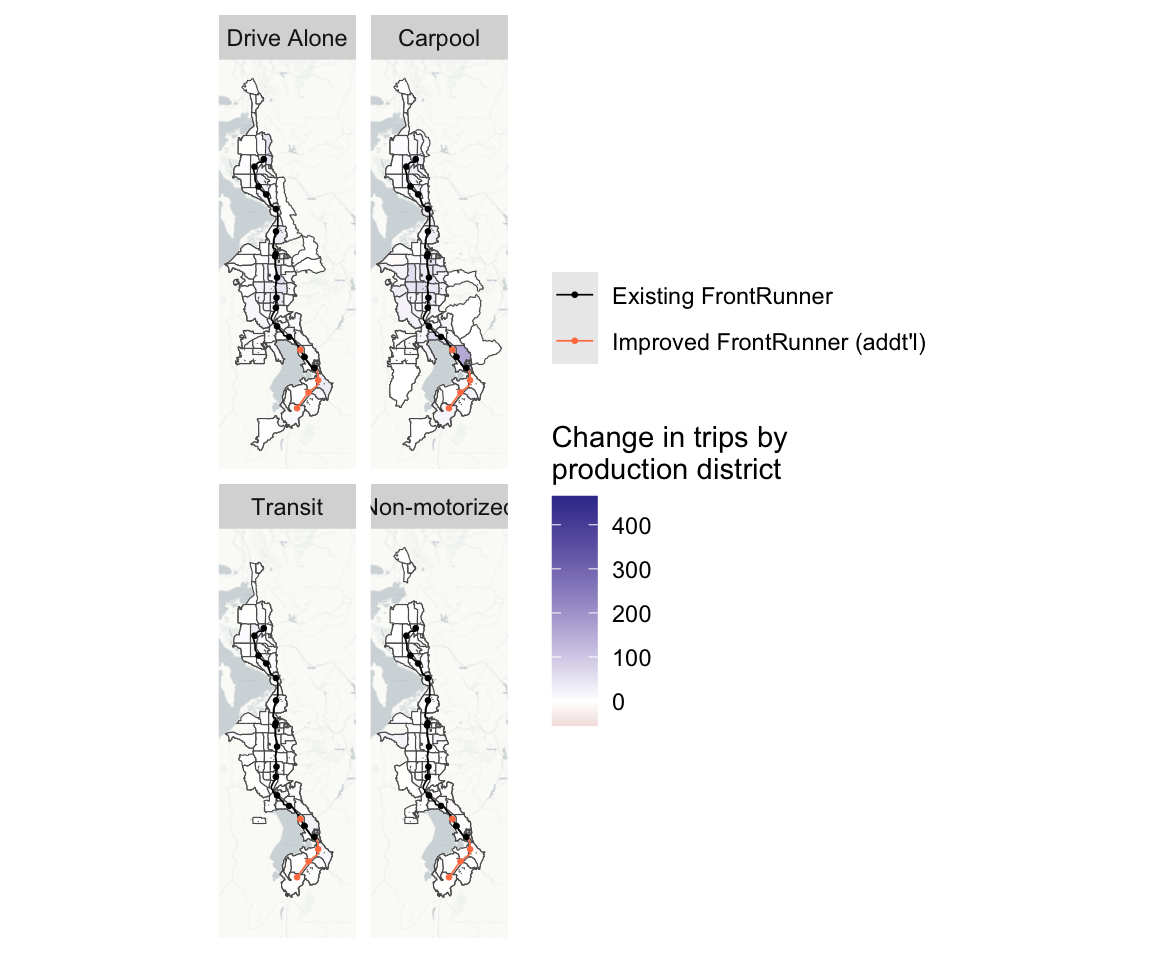 Drive Alone
Carpool
Existing FrontRunner
Improved FrontRunner (addt'l)
Change in trips by
production district
400
300
200
100
0
Transit
Non-motorized